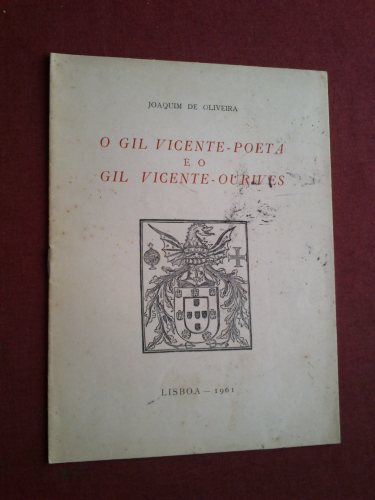 JOAQUIM DE OLIVEIRA
O GIL VICENTE-POETA
E O
GIL VICENTE-OURIVES
LISBOA — 1961